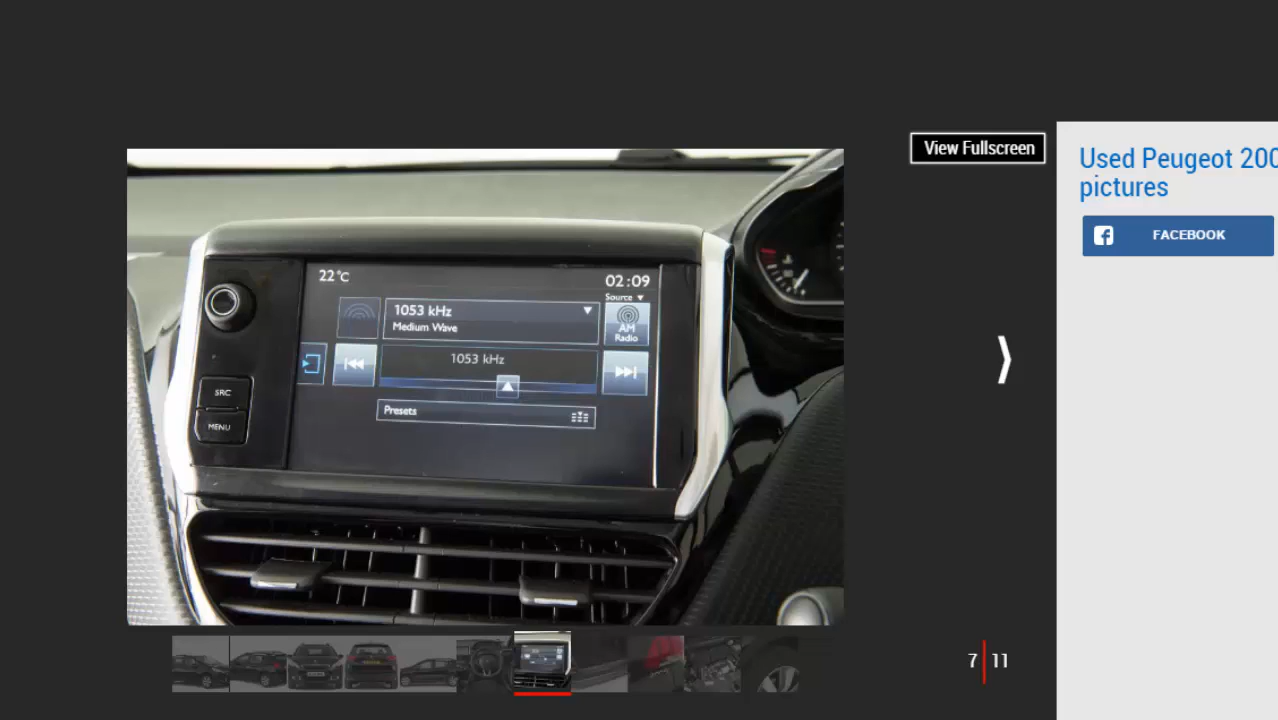 View Fullscreen
Used Peugeot 200
pictures
FACEBOOK
22°C
02:09
Source ▼
1053 kHz ▼
Medium Wave
AM
Radio
1053 kHz
Presets
SRC
MENU
7 | 11